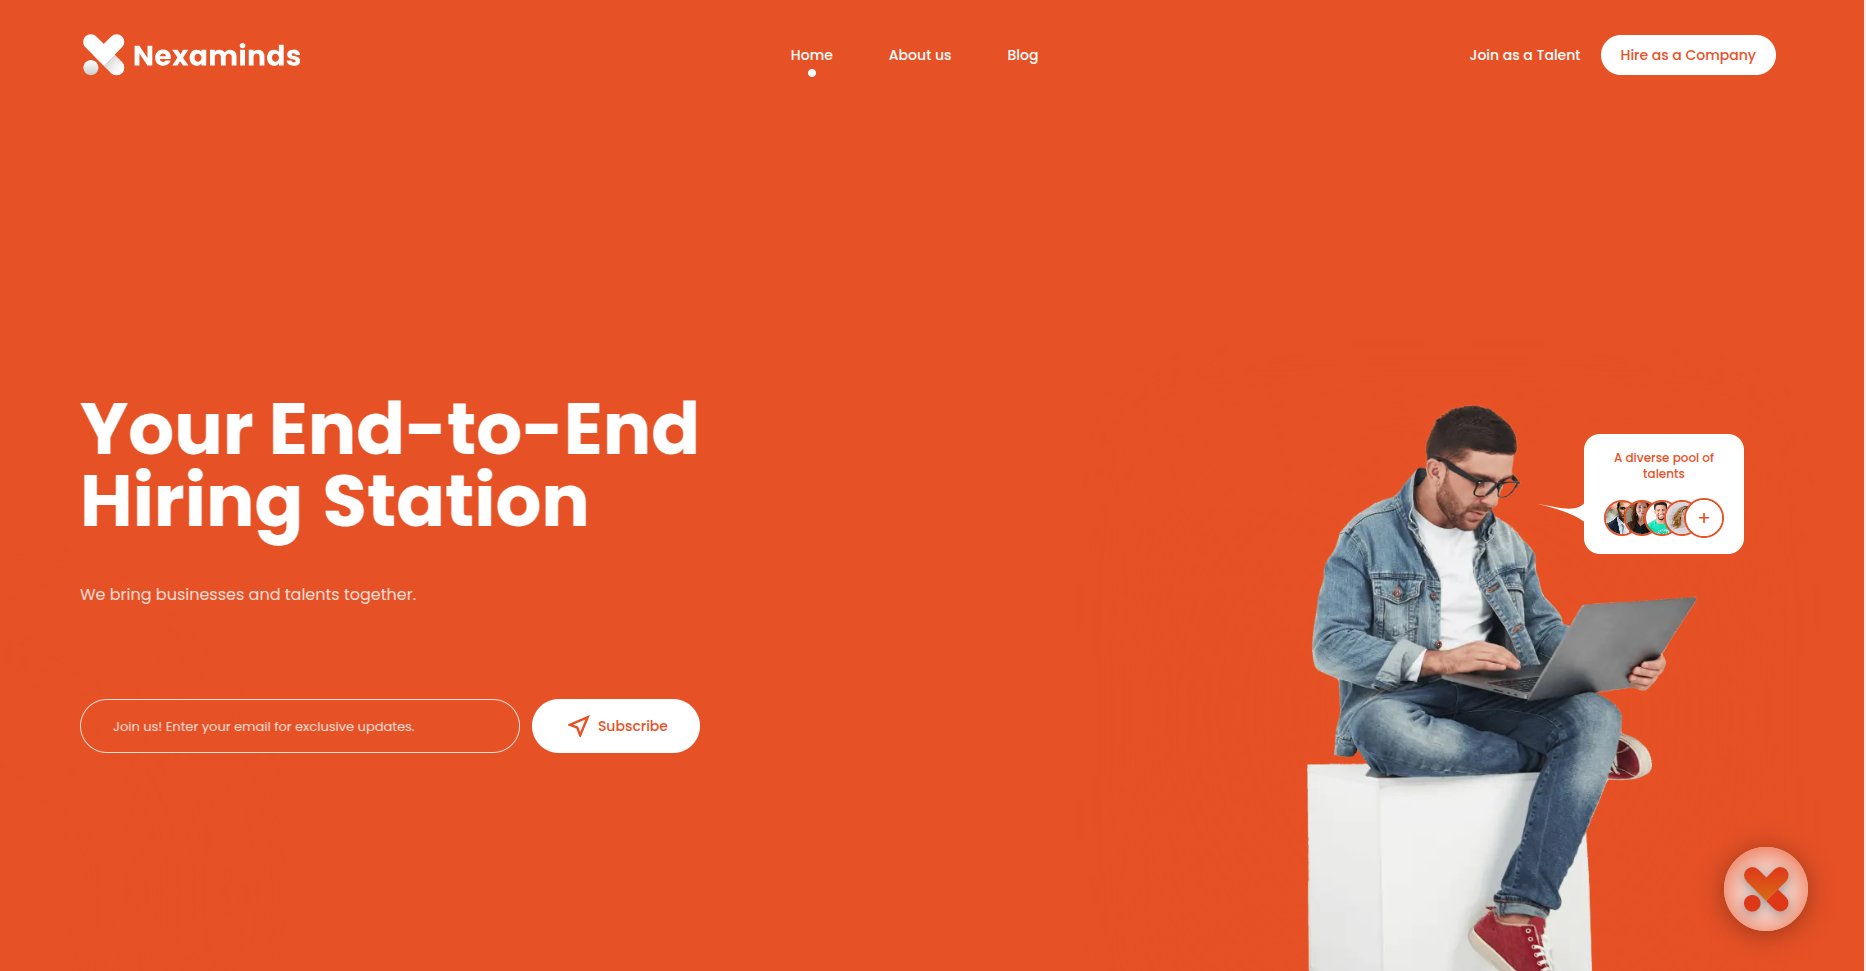 Nexaminds
Home
About us
Blog
Join as a Talent
Hire as a Company
Your End-to-End
Hiring Station
We bring businesses and talents together.
Join us! Enter your email for exclusive updates.
Subscribe
A diverse pool of
talents
+